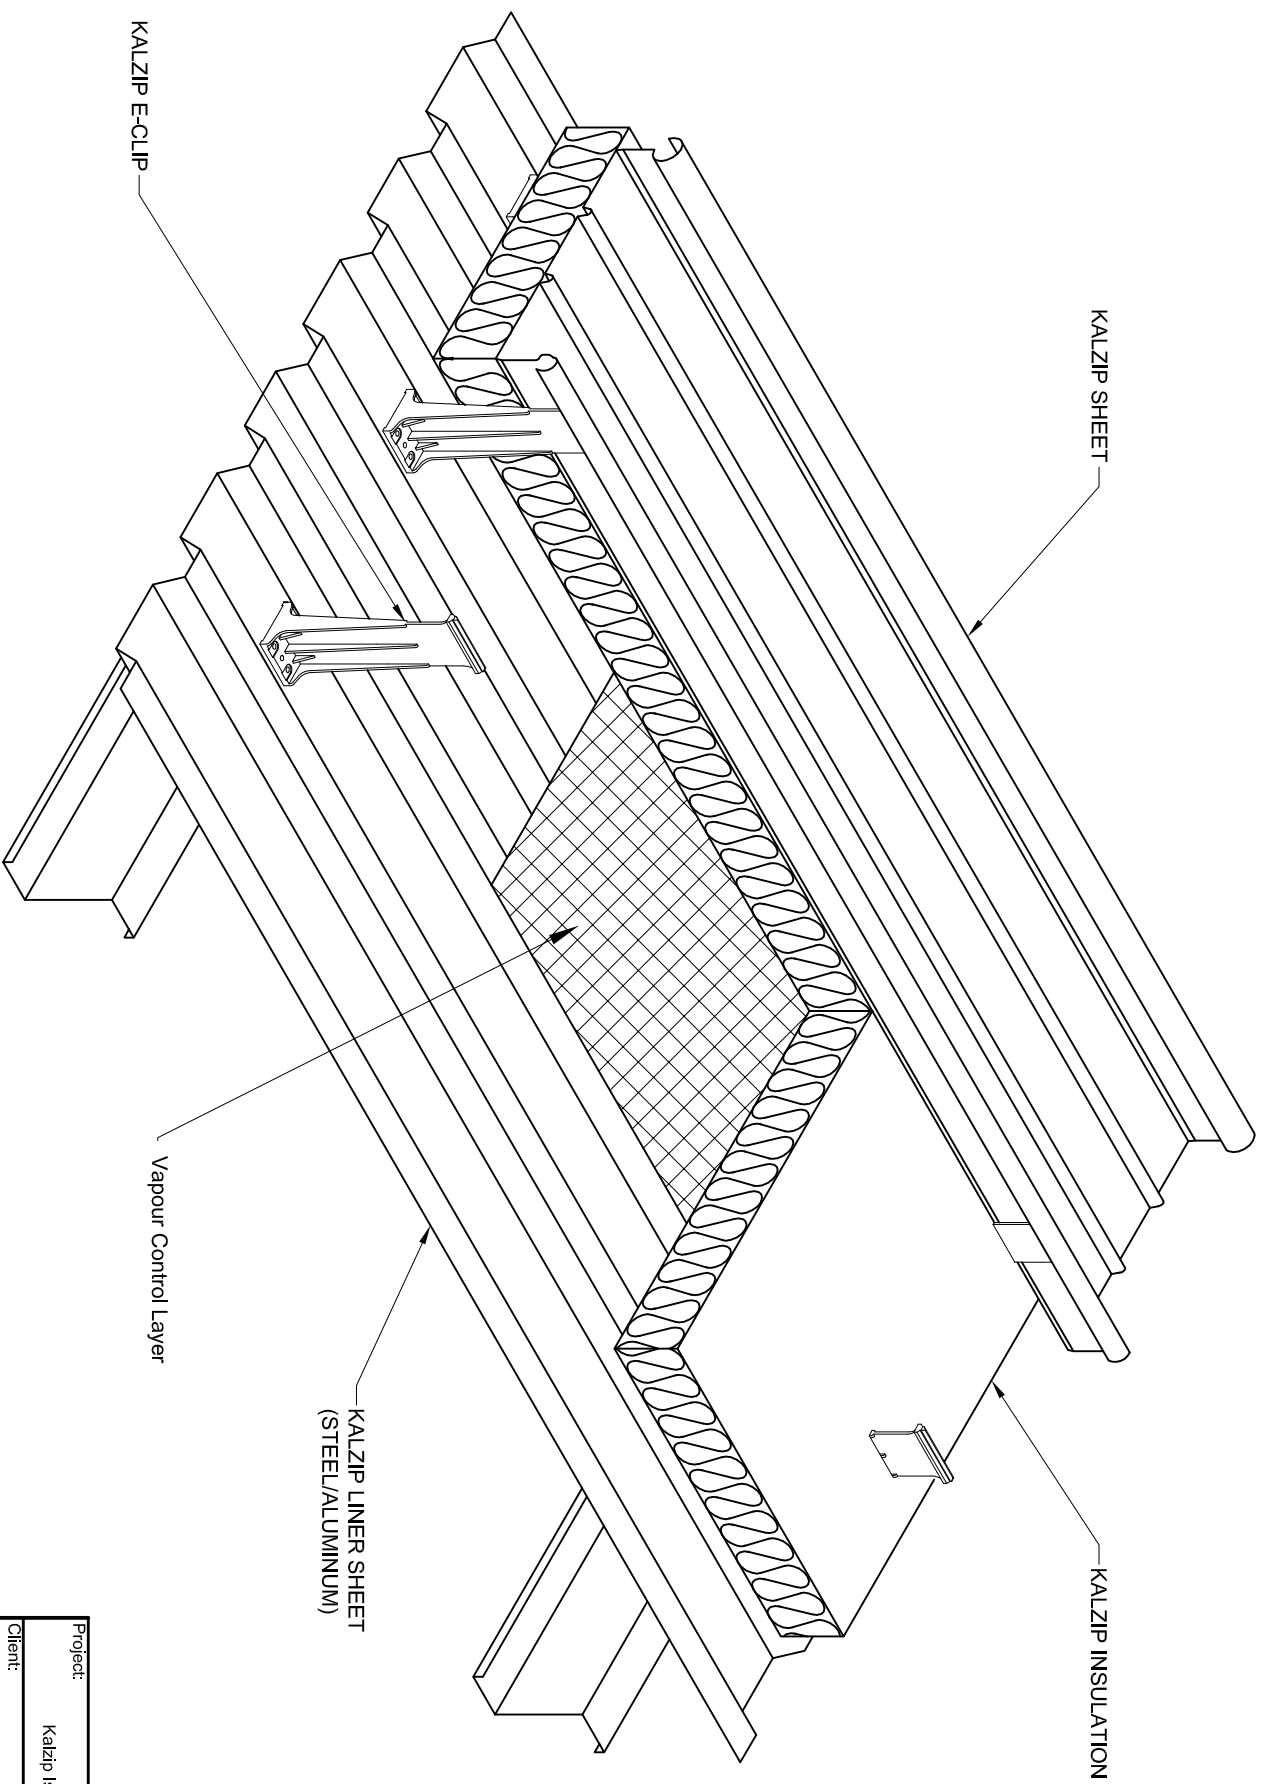 KALZIP SHEET
KALZIP INSULATION
KALZIP E-CLIP
Vapour Control Layer
KALZIP LINER SHEET
(STEEL/ALUMINUM)
Project:
Kalzip
Client: